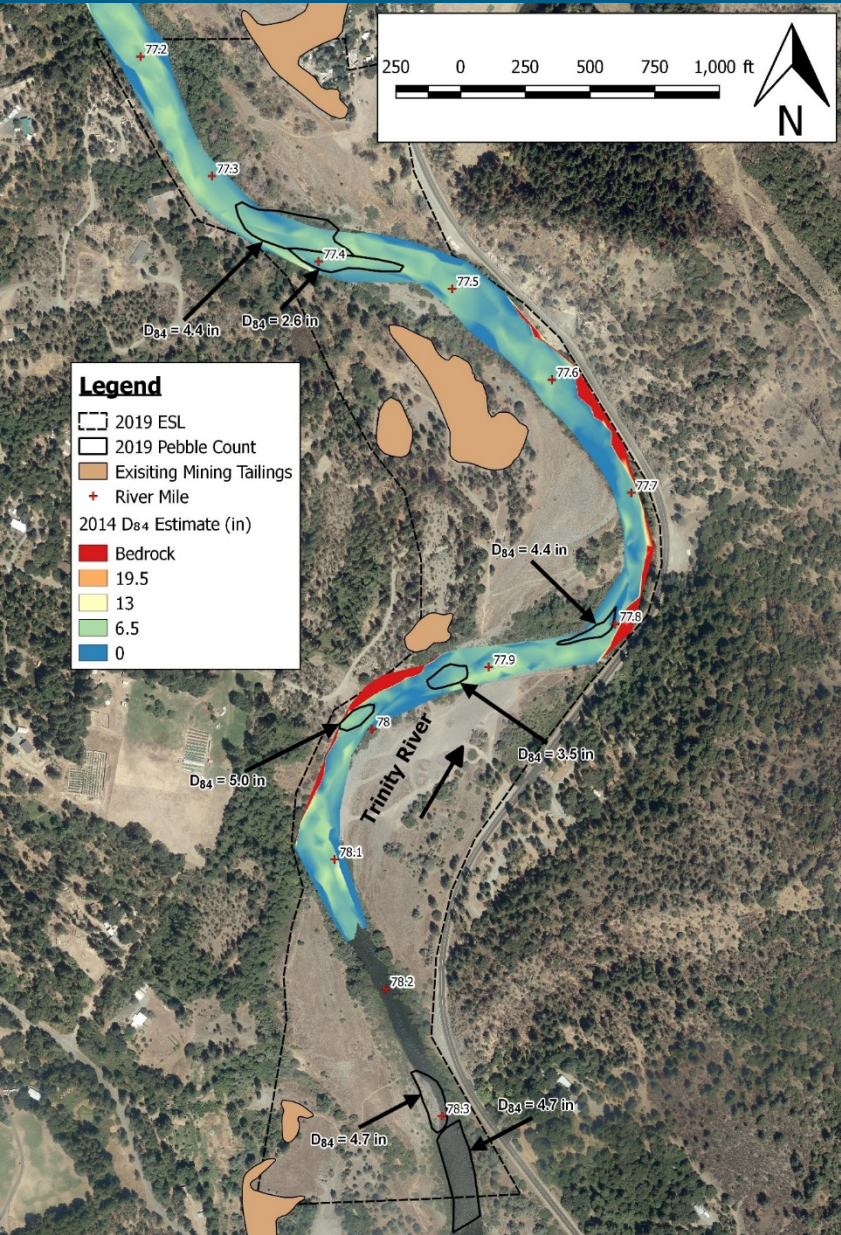 250 0 250 500 750 1,000 ft
N
77.2
77.3
77.4
77.5
D84 = 4.4 in
D84 = 2.6 in
Legend
2019 ESL
2019 Pebble Count
Exisiting Mining Tailings
River Mile
2014 D84 Estimate (in)
Bedrock
19.5
13
6.5
0
77.6
77.7
D84 = 4.4 in
77.8
77.9
78
D84 = 3.5 in
D84 = 5.0 in
Trinity River
78.1
78.2
78.3
D84 = 4.7 in
D84 = 4.7 in